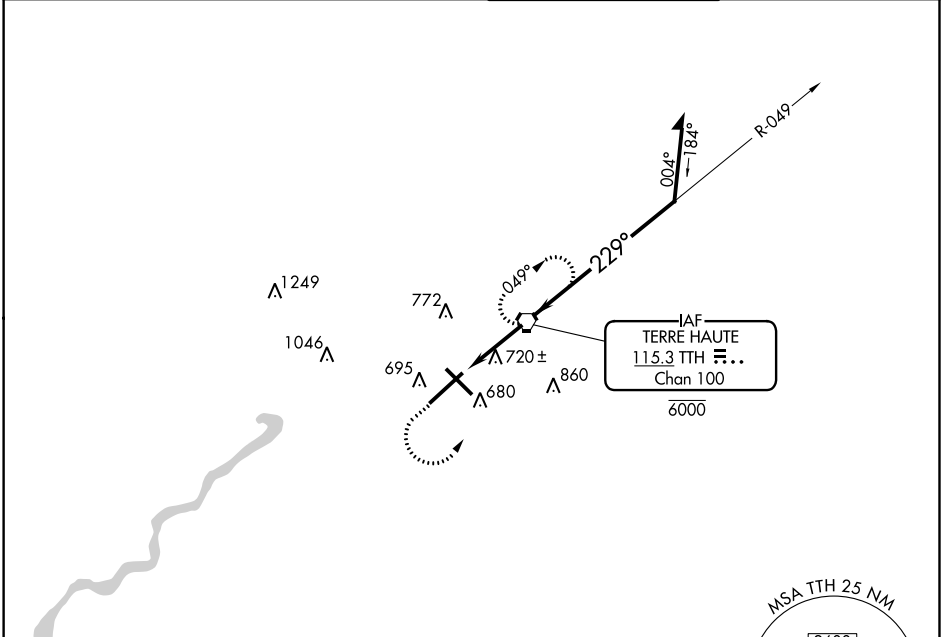 R-049
004°
184°
229°
049°
1249
772
1046
695
720 ±
680
860
IAF
TERRE HAUTE
115.3 TTH
Chan 100
6000
MSA TTH 25 NM